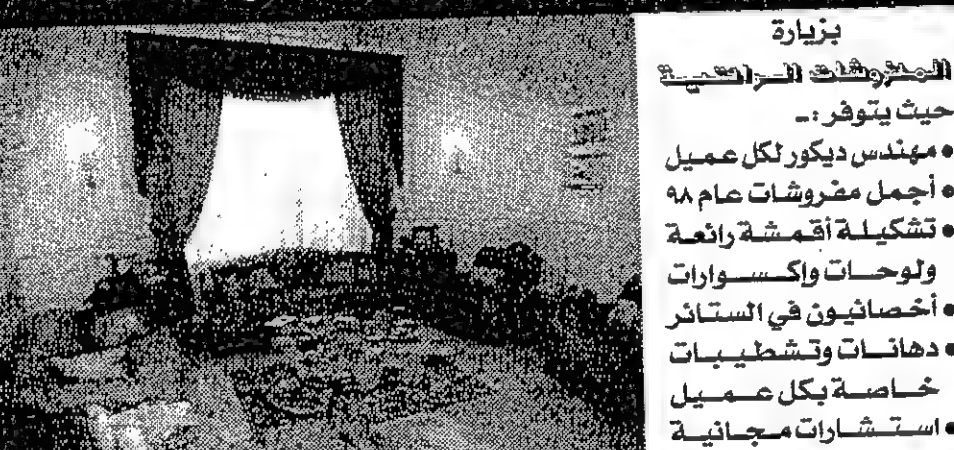 بزيارة
المفروشات الراقية
حيث يتوفر :-
• مهندس ديكور لكل عميل
• أجمل مفروشات عام ٩٨
• تشكيلة أقمشة رائعة
ولوحات وإكسوارات
• أخصائيون في الستائر
• دهانات وتشطيبات
خاصة بكل عميل
• استشارات مجانية